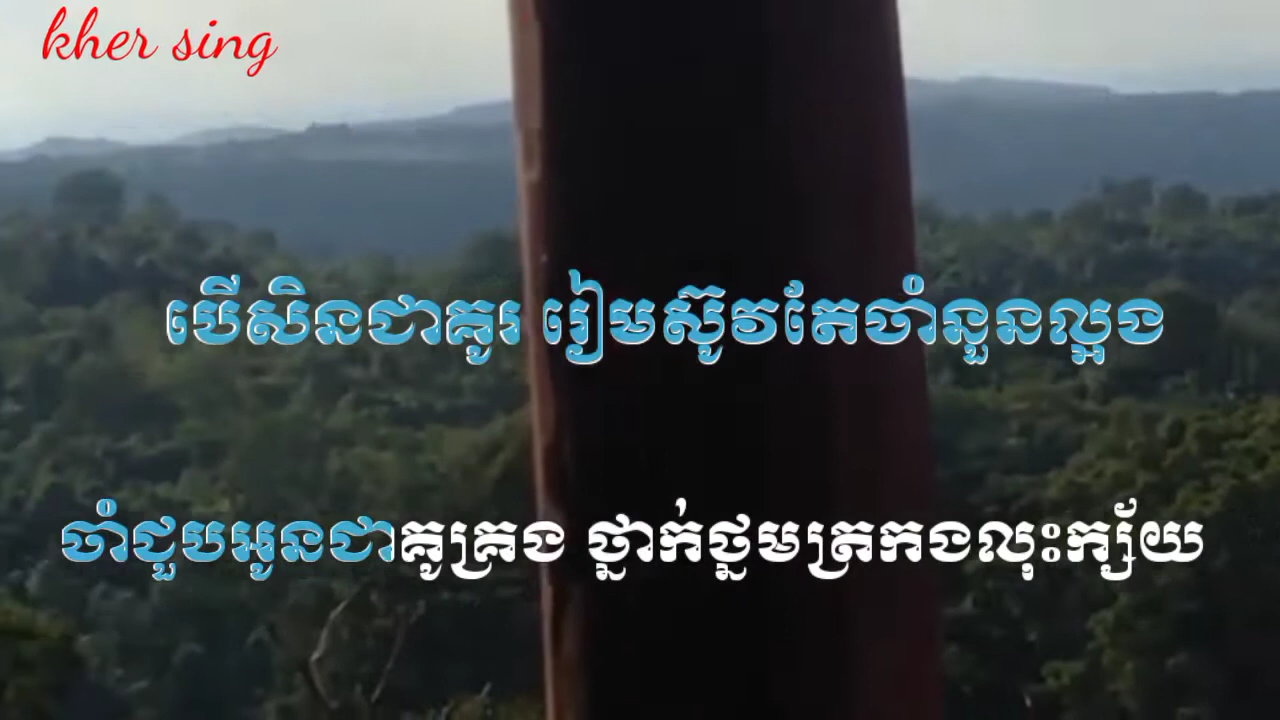 kher sing
បើសិនជាគូរ រៀមស៊ូវតែចាំនួនល្អង
ចាំជួបអូនជាគូគ្រង ថ្នាក់ថ្នមត្រកងលុះក្ស័យ